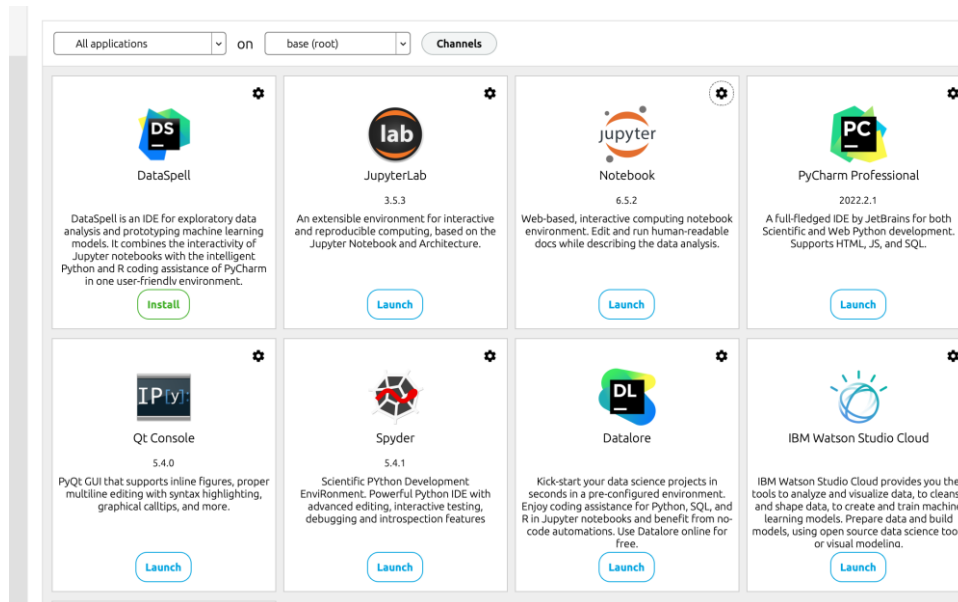 All applications on base (root) Channels
DS
DataSpell
DataSpell is an IDE for exploratory data
analysis and prototyping machine learning
models. It combines the interactivity of
Jupyter notebooks with the intelligent
Python and R coding assistance of PyCharm
in one user-friendly environment.
Install
lab
JupyterLab
3.5.3
An extensible environment for interactive
and reproducible computing, based on the
Jupyter Notebook and Architecture.
Launch
jupyter
Notebook
6.5.2
Web-based, interactive computing notebook
environment. Edit and run human-readable
docs while describing the data analysis.
Launch
PC
PyCharm Professional
2022.2.1
A full-fledged IDE by JetBrains for both
Scientific and Web Python development.
Supports HTML, JS, and SQL.
Launch
IP[y]:
Qt Console
5.4.0
PyQt GUI that supports inline figures, proper
multiline editing with syntax highlighting,
graphical calltips, and more.
Launch
Spyder
5.4.1
Scientific PYthon Development
EnviRonment. Powerful Python IDE with
advanced editing, interactive testing,
debugging and introspection features
Launch
DL
Datalore
Kick-start your data science projects in
seconds in a pre-configured environment.
Enjoy coding assistance for Python, SQL, and
R in Jupyter notebooks and benefit from no-
code automations. Use Datalore online for
free.
Launch
IBM Watson Studio Cloud
IBM Watson Studio Cloud provides you the
tools to analyze and visualize data, to cleans
and shape data, to create and train machine
learning models. Prepare data and build
models, using open source data science too
or visual modeling.
Launch